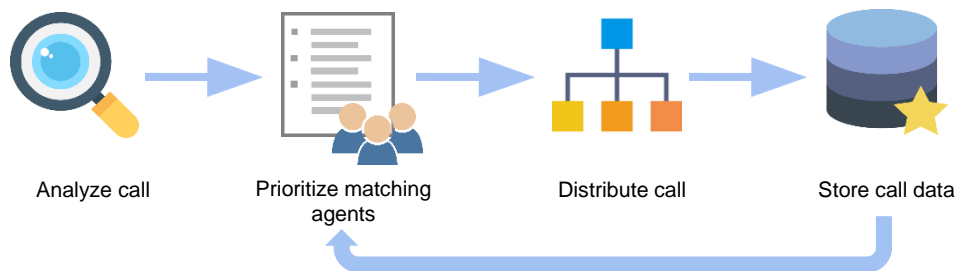 Analyze call
Prioritize matching
agents
Distribute call
Store call data